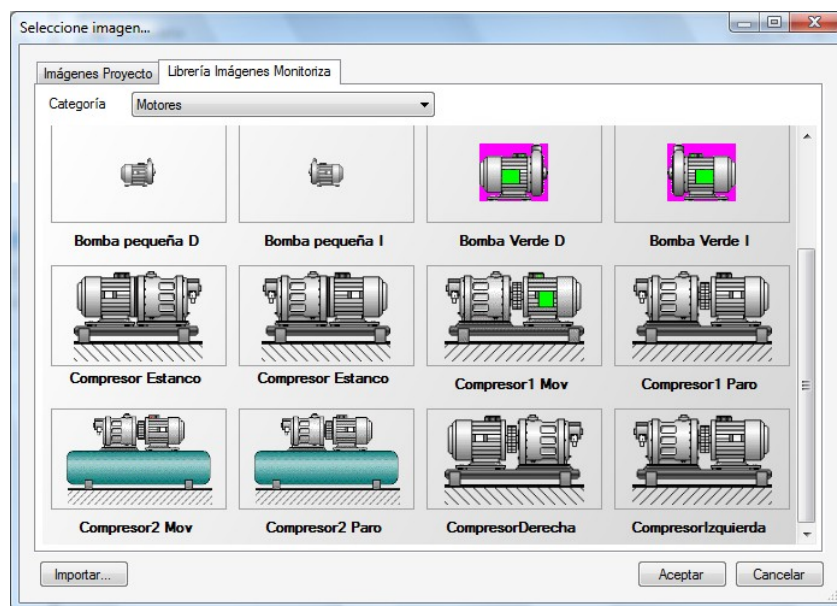 Seleccione imagen...
Imágenes Proyecto
Librería Imágenes Monitoriza
Categoría
Motores
Bomba pequeña D
Bomba pequeña I
Bomba Verde D
Bomba Verde I
Compresor Estanco
Compresor Estanco
Compresor1 Mov
Compresor1 Paro
Compresor2 Mov
Compresor2 Paro
CompresorDerecha
CompresorIzquierda
Importar...
Aceptar
Cancelar